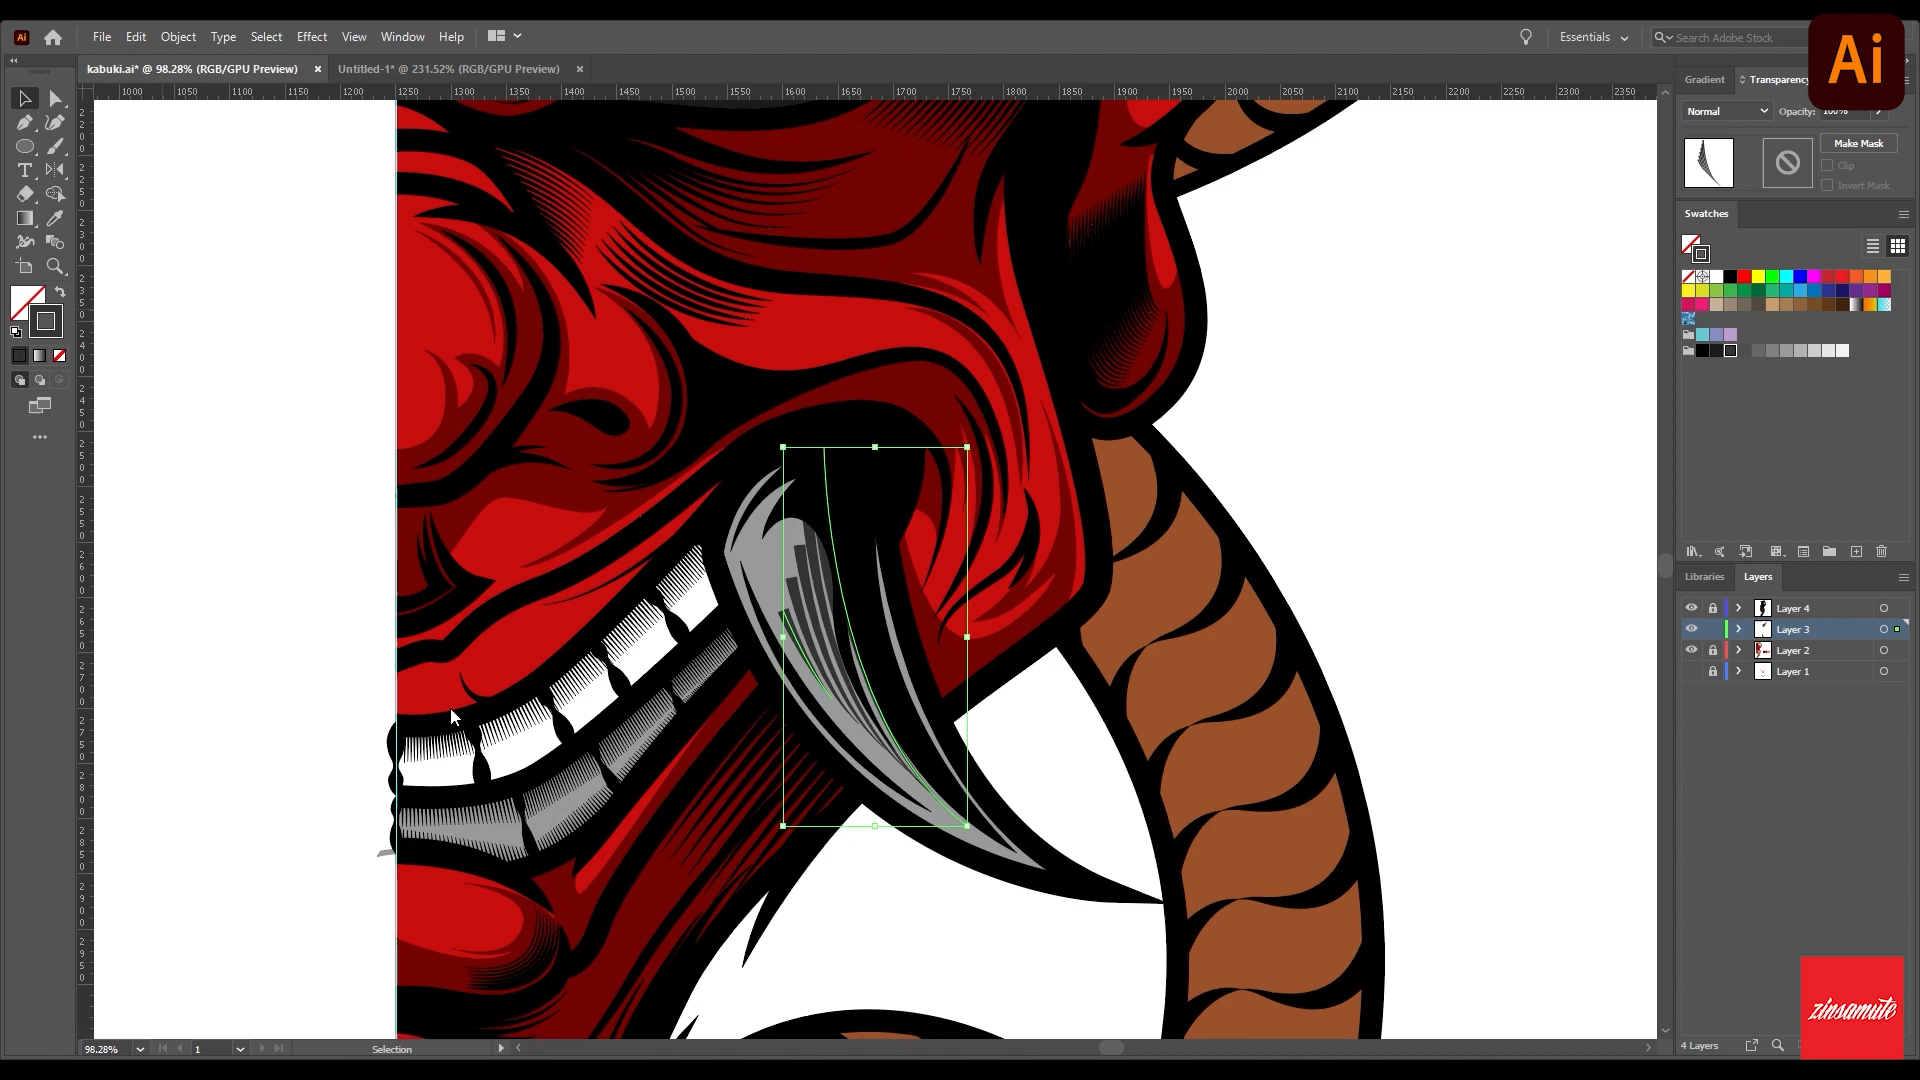 Ai File Edit Object Type Select Effect View Window Help Essentials Search Adobe Stock Ai
kabuki.ai* @ 98.28% (RGB/GPU Preview) × Untitled-1* @ 231.52% (RGB/GPU Preview) ×
Gradient Transparency
1000 1050 1100 1150 1200 1250 1300 1350 1400 1450 1500 1550 1600 1650 1700 1750 1800 1850 1900 1950 2000 2050 2100 2150 2200 2250 2300 2350
Normal Opacity: 100%
Make Mask
Clip
Invert Mask
Swatches
Libraries Layers
Layer 4
Layer 3
Layer 2
Layer 1
zinsamute
98.28% 1 Selection 4 Layers